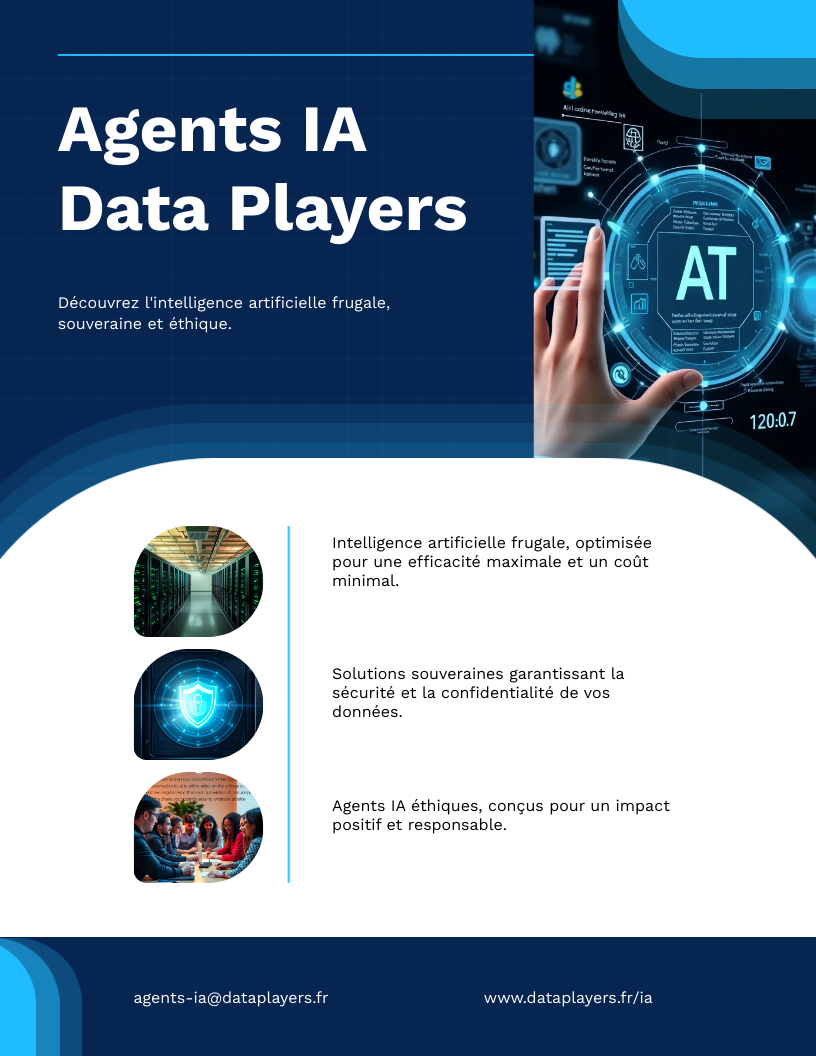 Agents IA
Data Players
Découvrez l'intelligence artificielle frugale,
souveraine et éthique.
AT
120:0.7
Intelligence artificielle frugale, optimisée
pour une efficacité maximale et un coût
minimal.
Solutions souveraines garantissant la
sécurité et la confidentialité de vos
données.
Agents IA éthiques, conçus pour un impact
positif et responsable.
agents-ia@dataplayers.fr
www.dataplayers.fr/ia